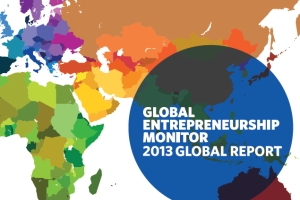 GLOBAL
ENTREPRENEURSHIP
MONITOR
2013 GLOBAL REPORT